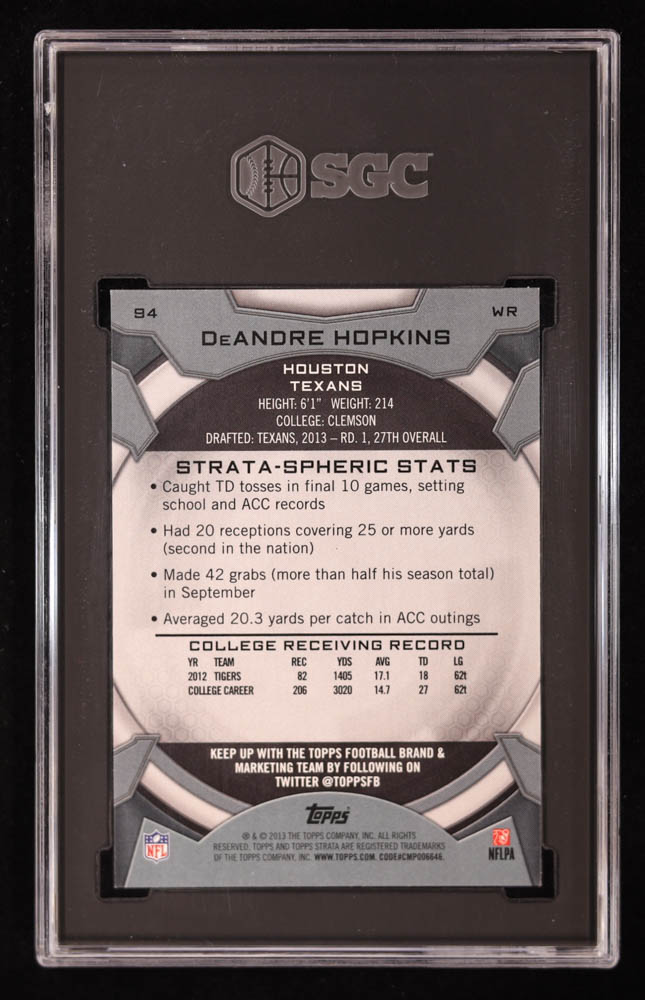 SGC
94
WR
DeANDRE HOPKINS
HOUSTON
TEXANS
HEIGHT: 6'1" WEIGHT: 214
COLLEGE: CLEMSON
DRAFTED: TEXANS, 2013 – RD. 1, 27TH OVERALL
STRATA-SPHERIC STATS
• Caught TD tosses in final 10 games, setting
school and ACC records
• Had 20 receptions covering 25 or more yards
(second in the nation)
• Made 42 grabs (more than half his season total)
in September
• Averaged 20.3 yards per catch in ACC outings
COLLEGE RECEIVING RECORD
YR TEAM REC YDS AVG TD LG
2012 TIGERS 82 1405 17.1 18 62t
COLLEGE CAREER 206 3020 14.7 27 62t
KEEP UP WITH THE TOPPS FOOTBALL BRAND &
MARKETING TEAM BY FOLLOWING ON
TWITTER @TOPPSFB
Topps
® & © 2013 THE TOPPS COMPANY, INC. ALL RIGHTS
RESERVED. TOPPS AND TOPPS STRATA ARE REGISTERED TRADEMARKS
OF THE TOPPS COMPANY, INC. WWW.TOPPS.COM. CODE#CMP006646.
NFL
NFLPA